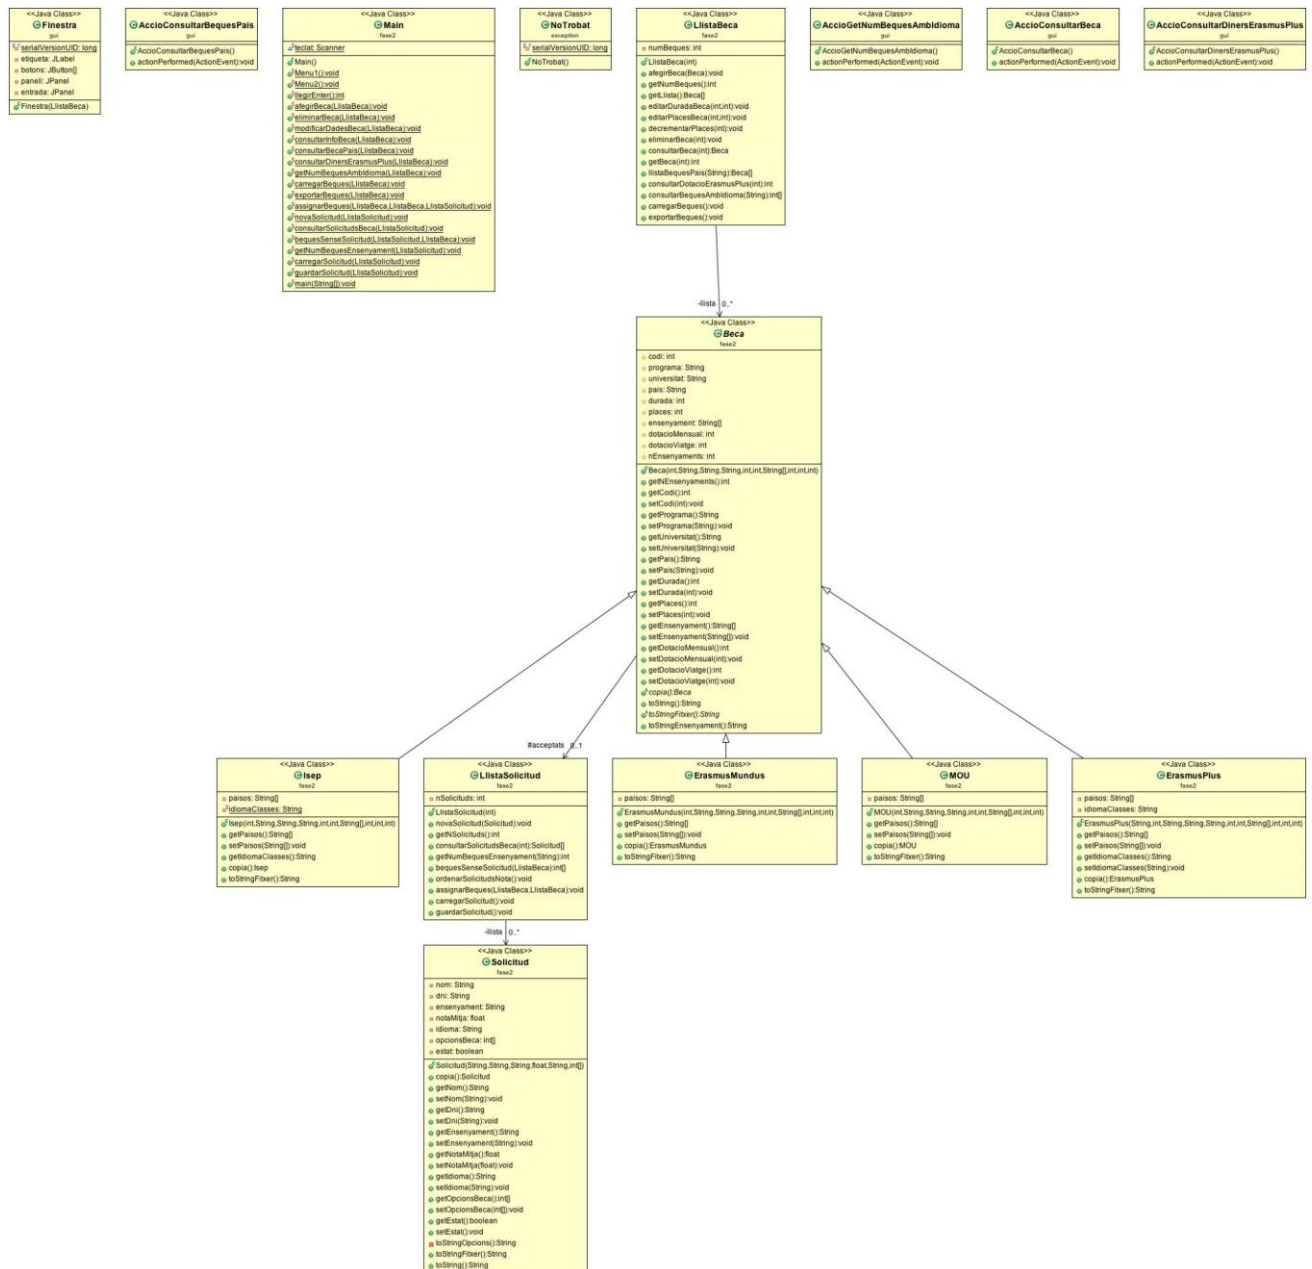 <<Java Class>>
Finestra
gui
serialVersionUID: long
etiqueta: JLabel
botons: JButton[]
panell: JPanel
entrada: JPanel
Finestra(LlistaBeca)
<<Java Class>>
AccioConsultarBequesPais
gui
AccioConsultarBequesPais()
actionPerformed(ActionEvent):void
<<Java Class>>
Main
fase2
teclat: Scanner
Main()
Menu1():void
Menu2():void
llegirEnter():int
afegirBeca(LlistaBeca):void
eliminarBeca(LlistaBeca):void
modificarDadesBeca(LlistaBeca):void
consultarInfoBeca(LlistaBeca):void
consultarBecaPais(LlistaBeca):void
consultarDinersErasmusPlus(LlistaBeca):void
getNumBequesAmbIdioma(LlistaBeca):void
carregarBeques(LlistaBeca):void
exportarBeques(LlistaBeca):void
assignarBeques(LlistaBeca,LlistaBeca,LlistaSolicitud):void
novaSolicitud(LlistaSolicitud):void
consultarSolicitudsBeca(LlistaSolicitud):void
bequesSenseSolicitud(LlistaSolicitud,LlistaBeca):void
getNumBequesEnsenyament(LlistaSolicitud):void
carregarSolicitud(LlistaSolicitud):void
guardarSolicitud(LlistaSolicitud):void
main(String[]):void
<<Java Class>>
NoTrobat
exception
serialVersionUID: long
NoTrobat()
<<Java Class>>
LlistaBeca
fase2
numBeques: int
LlistaBeca(int)
afegirBeca(Beca):void
getNumBeques():int
getLlista():Beca[]
editarDuradaBeca(int,int):void
editarPlacesBeca(int,int):void
decrementarPlaces(int):void
eliminarBeca(int):void
consultarBeca(int):Beca
getBeca(int):int
llistaBequesPais(String):Beca[]
consultarDotacioErasmusPlus(int):int
consultarBequesAmbIdioma(String):int[]
carregarBeques():void
exportarBeques():void
<<Java Class>>
AccioGetNumBequesAmbIdioma
gui
AccioGetNumBequesAmbIdioma()
actionPerformed(ActionEvent):void
<<Java Class>>
AccioConsultarBeca
gui
AccioConsultarBeca()
actionPerformed(ActionEvent):void
<<Java Class>>
AccioConsultarDinersErasmusPlus
gui
AccioConsultarDinersErasmusPlus()
actionPerformed(ActionEvent):void
-llista 0..*
<<Java Class>>
Beca
fase2
codi: int
programa: String
universitat: String
pais: String
durada: int
places: int
ensenyament: String[]
dotacioMensual: int
dotacioViatge: int
nEnsenyaments: int
Beca(int,String,String,String,int,int,String[],int,int,int)
getNEnsenyaments():int
getCodi():int
setCodi(int):void
getPrograma():String
setPrograma(String):void
getUniversitat():String
setUniversitat(String):void
getPais():String
setPais(String):void
getDurada():int
setDurada(int):void
getPlaces():int
setPlaces(int):void
getEnsenyament():String[]
setEnsenyament(String[]):void
getDotacioMensual():int
setDotacioMensual(int):void
getDotacioViatge():int
setDotacioViatge(int):void
copia():Beca
toString():String
toStringFitxer():String
toStringEnsenyament():String
#acceptats 0..1
<<Java Class>>
Isep
fase2
paisos: String[]
idiomaClasses: String
Isep(int,String,String,String,int,int,String[],int,int,int)
getPaisos():String[]
setPaisos(String[]):void
getIdiomaClasses():String
copia():Isep
toStringFitxer():String
<<Java Class>>
LlistaSolicitud
fase2
nSolicituds: int
LlistaSolicitud(int)
novaSolicitud(Solicitud):void
getNSolicituds():int
consultarSolicitudsBeca(int):Solicitud[]
getNumBequesEnsenyament(String):int
bequesSenseSolicitud(LlistaBeca):int[]
ordenarSolicitudsNota():void
assignarBeques(LlistaBeca,LlistaBeca):void
carregarSolicitud():void
guardarSolicitud():void
<<Java Class>>
ErasmusMundus
fase2
paisos: String[]
ErasmusMundus(int,String,String,String,int,int,String[],int,int,int)
getPaisos():String[]
setPaisos(String[]):void
copia():ErasmusMundus
toStringFitxer():String
<<Java Class>>
MOU
fase2
paisos: String[]
MOU(int,String,String,String,int,int,String[],int,int,int)
getPaisos():String[]
setPaisos(String[]):void
copia():MOU
toStringFitxer():String
<<Java Class>>
ErasmusPlus
fase2
paisos: String[]
idiomaClasses: String
ErasmusPlus(String,int,String,String,String,int,int,String[],int,int,int)
getPaisos():String[]
setPaisos(String[]):void
getIdiomaClasses():String
setIdiomaClasses(String):void
copia():ErasmusPlus
toStringFitxer():String
-llista 0..*
<<Java Class>>
Solicitud
fase2
nom: String
dni: String
ensenyament: String
notaMitja: float
idioma: String
opcionsBeca: int[]
estat: boolean
Solicitud(String,String,String,float,String,int[])
copia():Solicitud
getNom():String
setNom(String):void
getDni():String
setDni(String):void
getEnsenyament():String
setEnsenyament(String):void
getNotaMitja():float
setNotaMitja(float):void
getIdioma():String
setIdioma(String):void
getOpcionsBeca():int[]
setOpcionsBeca(int[]):void
getEstat():boolean
setEstat():void
toStringOpcions():String
toStringFitxer():String
toString():String